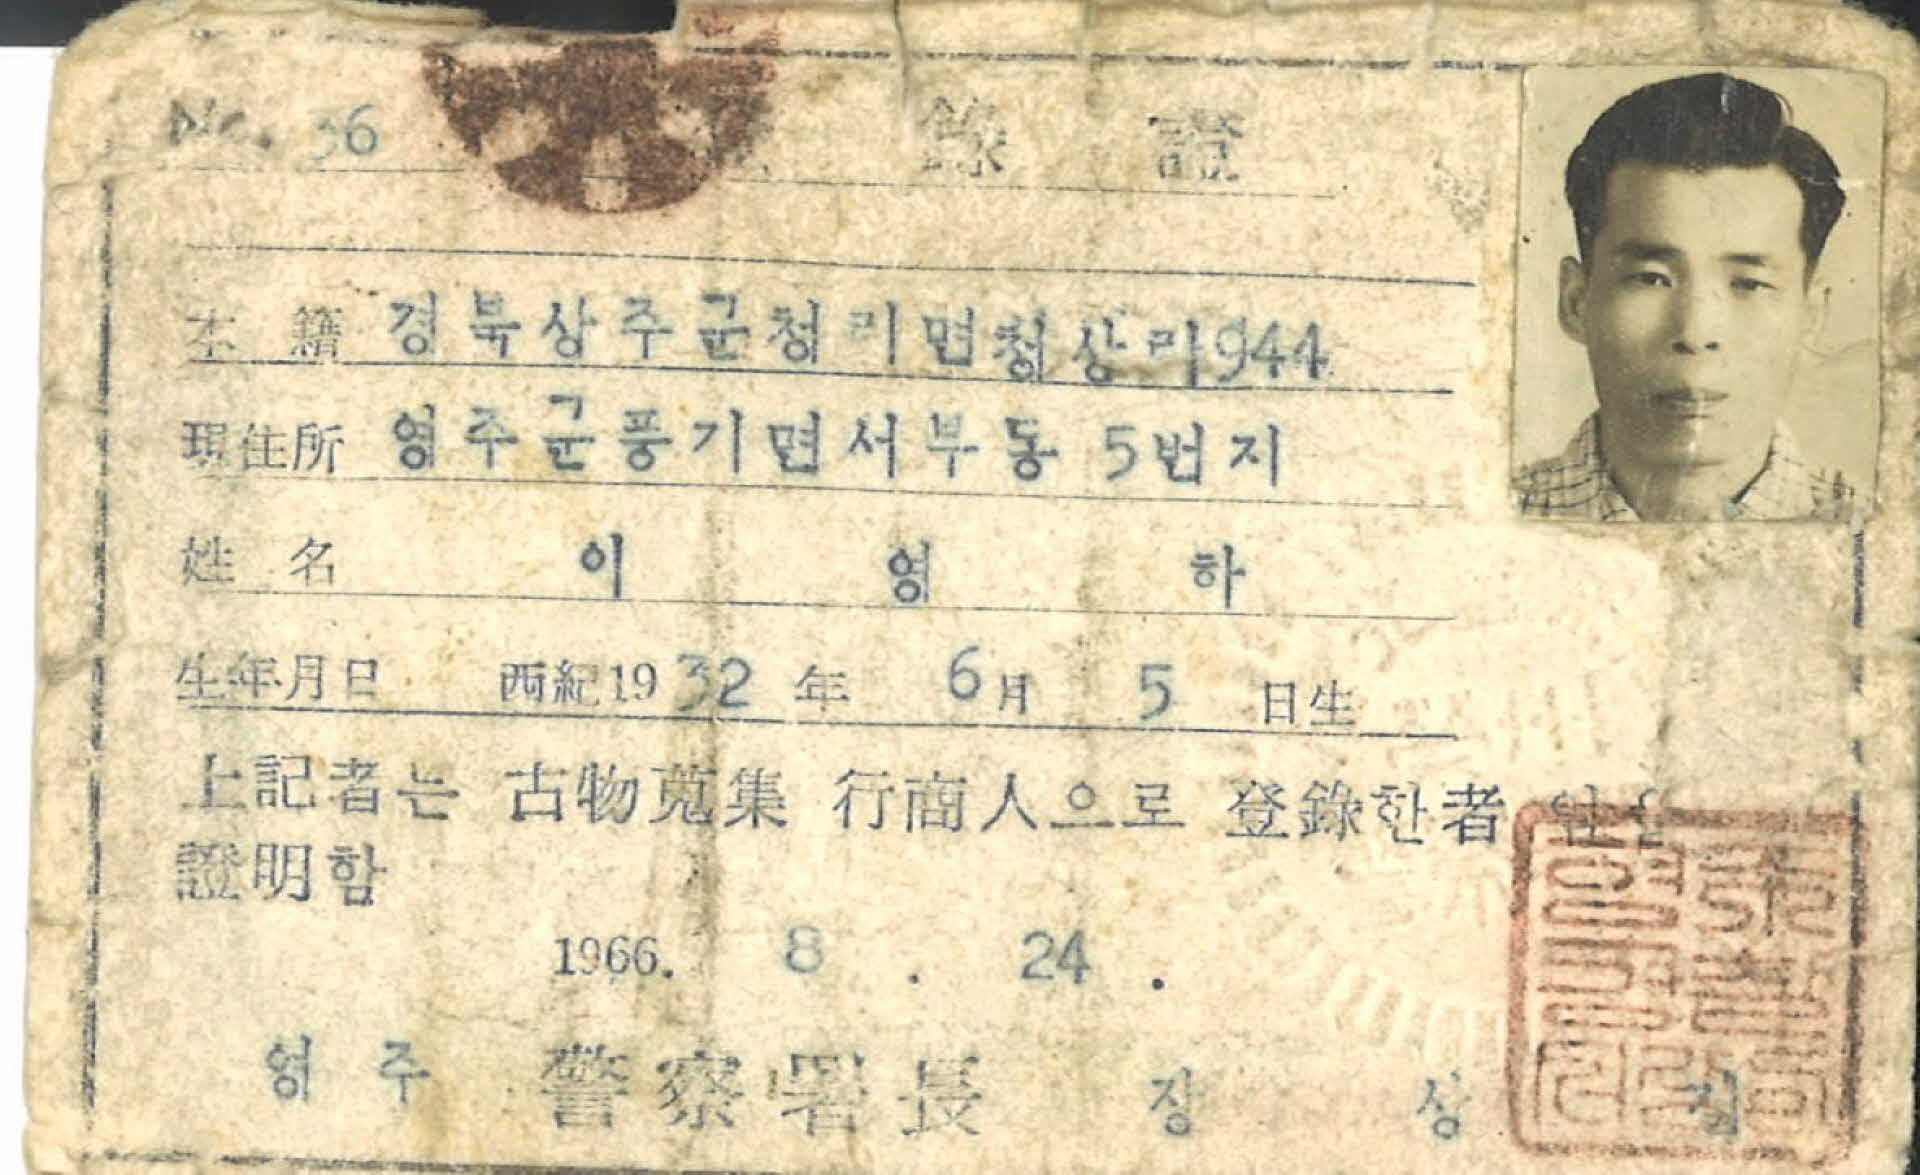 No. 36 錄 證
本 籍 경북상주군청리면청상리944
現住所 영주군풍기면서부동 5번지
姓 名 이 영 하
生年月日 西紀1932年 6月 5日生
上記者는 古物蒐集 行商人으로 登錄한者 임을
證明함
1966. 8 . 24 .
영 주 警察署長 장 상